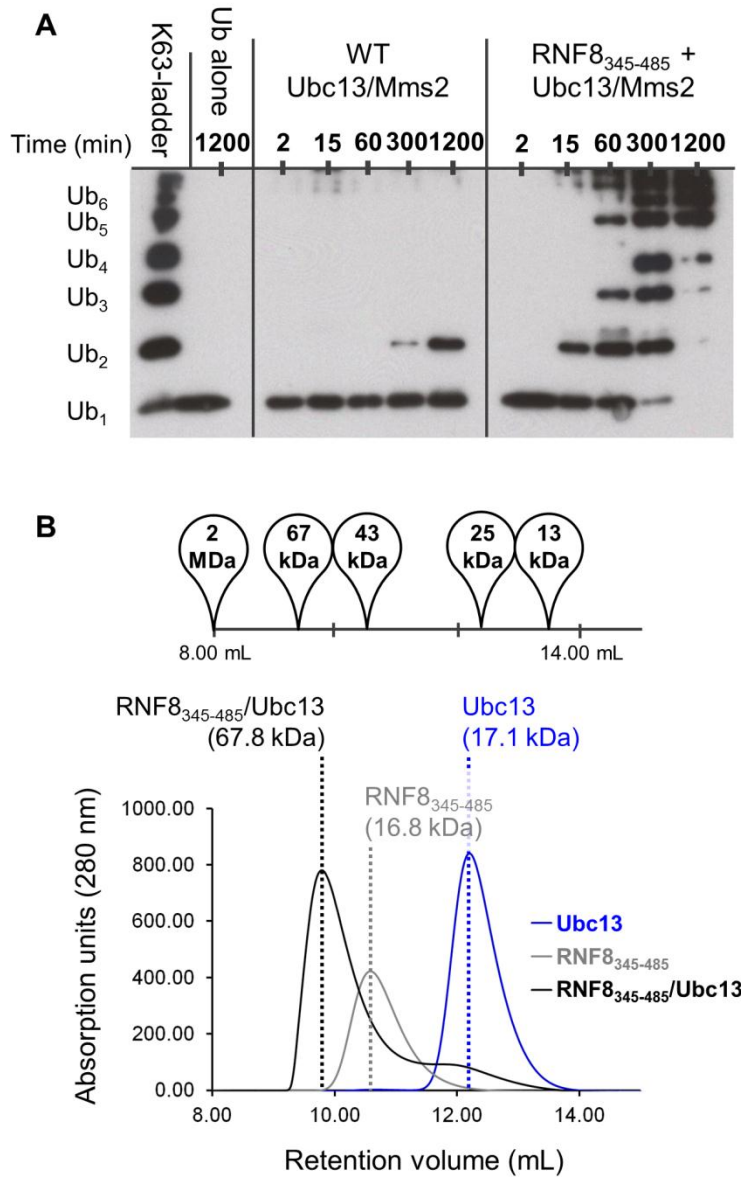 A
K63-ladder
Ub alone
WT
Ubc13/Mms2
RNF8₃₄₅₋₄₈₅ +
Ubc13/Mms2
Time (min)
1200
2 15 60 300 1200
2 15 60 300 1200
Ub₆
Ub₅
Ub₄
Ub₃
Ub₂
Ub₁
B
2 MDa
67 kDa
43 kDa
25 kDa
13 kDa
8.00 mL
14.00 mL
RNF8₃₄₅₋₄₈₅/Ubc13
(67.8 kDa)
Ubc13
(17.1 kDa)
RNF8₃₄₅₋₄₈₅
(16.8 kDa)
Absorption units (280 nm)
1000.00
800.00
600.00
400.00
200.00
0.00
Ubc13
RNF8₃₄₅₋₄₈₅
RNF8₃₄₅₋₄₈₅/Ubc13
8.00 10.00 12.00 14.00
Retention volume (mL)